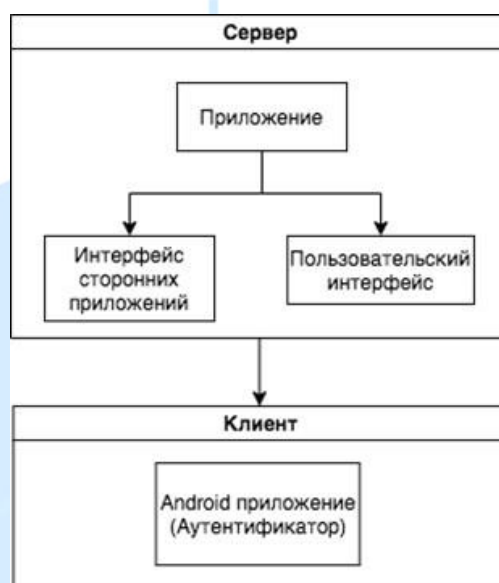 Сервер
Приложение
Интерфейс
сторонних
приложений
Пользовательский
интерфейс
Клиент
Android приложение
(Аутентификатор)